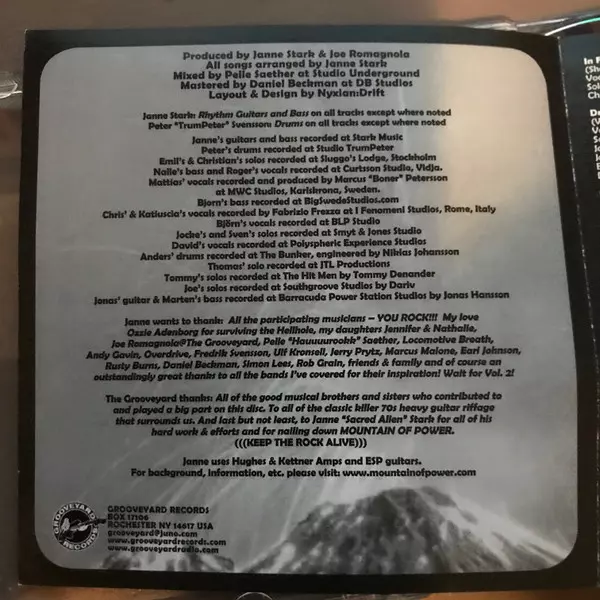 Produced by Janne Stark & Joe Romagnola
All songs arranged by Janne Stark
Mixed by Pelle Saether at Studio Underground
Mastered by Daniel Beckman at DB Studios
Layout & Design by Nyxian:Drift
Janne Stark: Rhythm Guitars and Bass on all tracks except where noted
Peter "TrumPeter" Svensson: Drums on all tracks except where noted
Janne's guitars and bass recorded at Stark Music
Peter's drums recorded at Studio TrumPeter
Emil's & Christian's solos recorded at Sluggo's Lodge, Stockholm
Nalle's bass and Roger's vocals recorded at Curtsson Studio, Vidja.
Mattias' vocals recorded and produced by Marcus "Boner" Petersson
at MWC Studios, Karlskrona, Sweden.
Bjorn's bass recorded at BigSwedeStudios.com
Chris' & Katiuscia's vocals recorded by Fabrizio Frezza at I Fenomeni Studios, Rome, Italy
Björn's vocals recorded at BLP Studio
Jocke's and Sven's solos recorded at Smyt & Jones Studio
David's vocals recorded at Polyspheric Experience Studios
Anders' drums recorded at The Bunker, engineered by Niklas Johansson
Thomas' solo recorded at JTL Productions
Tommy's solos recorded at The Hit Men by Tommy Denander
Joe's solos recorded at Southgroove Studios by Dariv
Jonas' guitar & Marten's bass recorded at Barracuda Power Station Studios by Jonas Hansson
Janne wants to thank: All the participating musicians – YOU ROCK!!! My love
Ozzie Adenborg for surviving the Hellhole, my daughters Jennifer & Nathalie,
Joe Romagnola@The Grooveyard, Pelle "Hauuuurookk" Saether, Locomotive Breath,
Andy Gavin, Overdrive, Fredrik Svensson, Ulf Kronsell, Jerry Prytz, Marcus Malone, Earl Johnson,
Rusty Burns, Daniel Beckman, Simon Lees, Rob Grain, friends & family and of course an
outstandingly great thanks to all the bands I've covered for their inspiration! Wait for Vol. 2!
The Grooveyard thanks: All of the good musical brothers and sisters who contributed to
and played a big part on this disc. To all of the classic killer 70s heavy guitar riffage
that surrounds us. And last but not least, to Janne "Sacred Alien" Stark for all of his
hard work & efforts and for nailing down MOUNTAIN OF POWER.
(((KEEP THE ROCK ALIVE)))
Janne uses Hughes & Kettner Amps and ESP guitars.
For background, information, etc. please visit: www.mountainofpower.com
GROOVEYARD RECORDS
BOX 17106
ROCHESTER NY 14617 USA
grooveyard@juno.com
www.grooveyardrecords.com
www.grooveyardradio.com
GROOVEYARD RECORDS